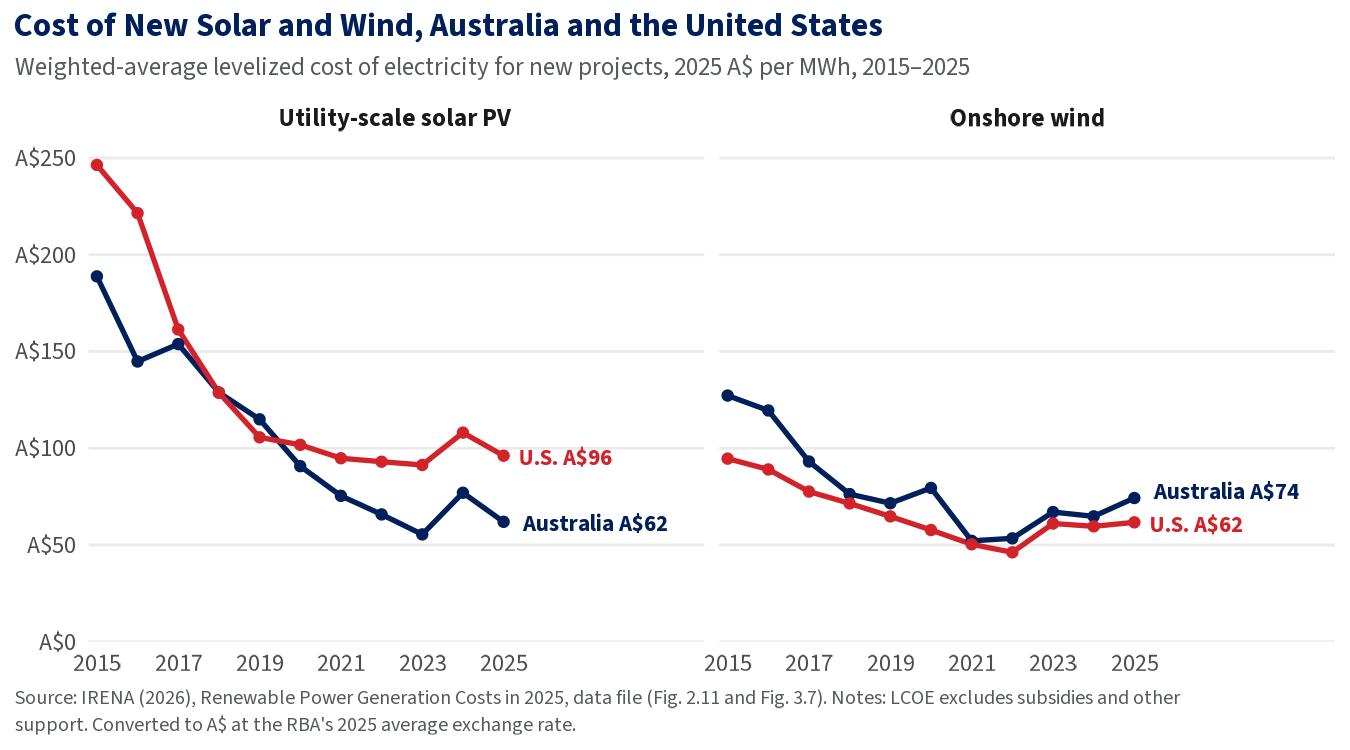 Cost of New Solar and Wind, Australia and the United States
Weighted-average levelized cost of electricity for new projects, 2025 A$ per MWh, 2015–2025
Utility-scale solar PV
Onshore wind
A$250
A$200
A$150
A$100
A$50
A$0
U.S. A$96
Australia A$62
Australia A$74
U.S. A$62
2015 2017 2019 2021 2023 2025
2015 2017 2019 2021 2023 2025
Source: IRENA (2026), Renewable Power Generation Costs in 2025, data file (Fig. 2.11 and Fig. 3.7). Notes: LCOE excludes subsidies and other
support. Converted to A$ at the RBA's 2025 average exchange rate.